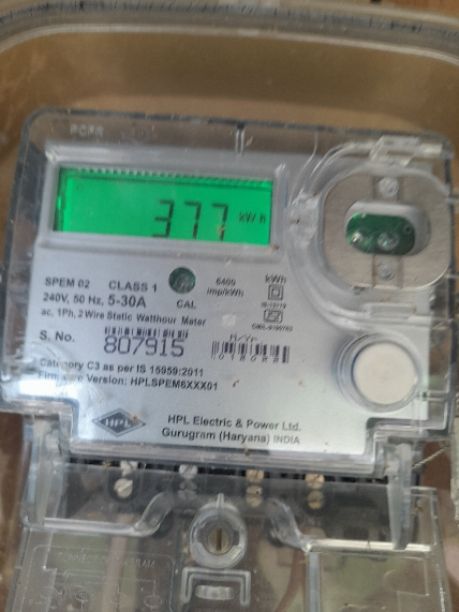 377 kWh
SPEM 02 CLASS 1 6400 kWh
240V, 50 Hz, 5-30A CAL. imp/kWh
ac, 1Ph, 2 Wire Static Watthour Meter
S. No. 807915 M/Yr
Category C3 as per IS 15959:2011
Firmware Version: HPLSPEM6XXX01
HPL HPL Electric & Power Ltd.
Gurugram (Haryana) INDIA